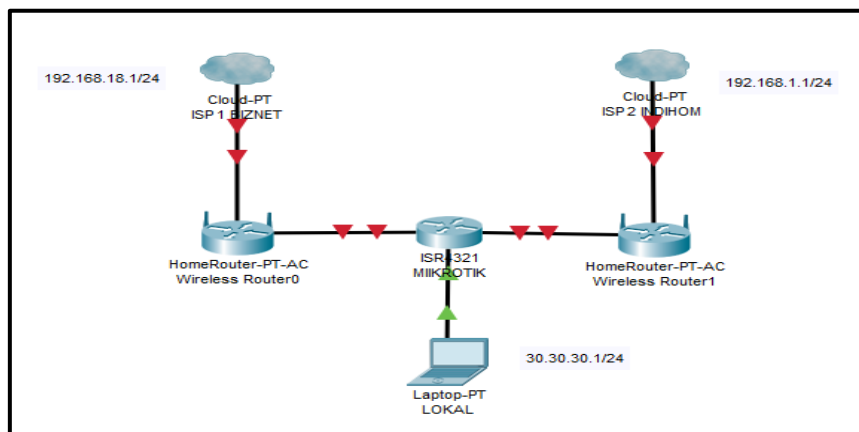 192.168.18.1/24
Cloud-PT
ISP 1 BIZNET
192.168.1.1/24
Cloud-PT
ISP 2 INDIHOM
HomeRouter-PT-AC
Wireless Router0
ISR4321
MIIKROTIK
HomeRouter-PT-AC
Wireless Router1
30.30.30.1/24
Laptop-PT
LOKAL